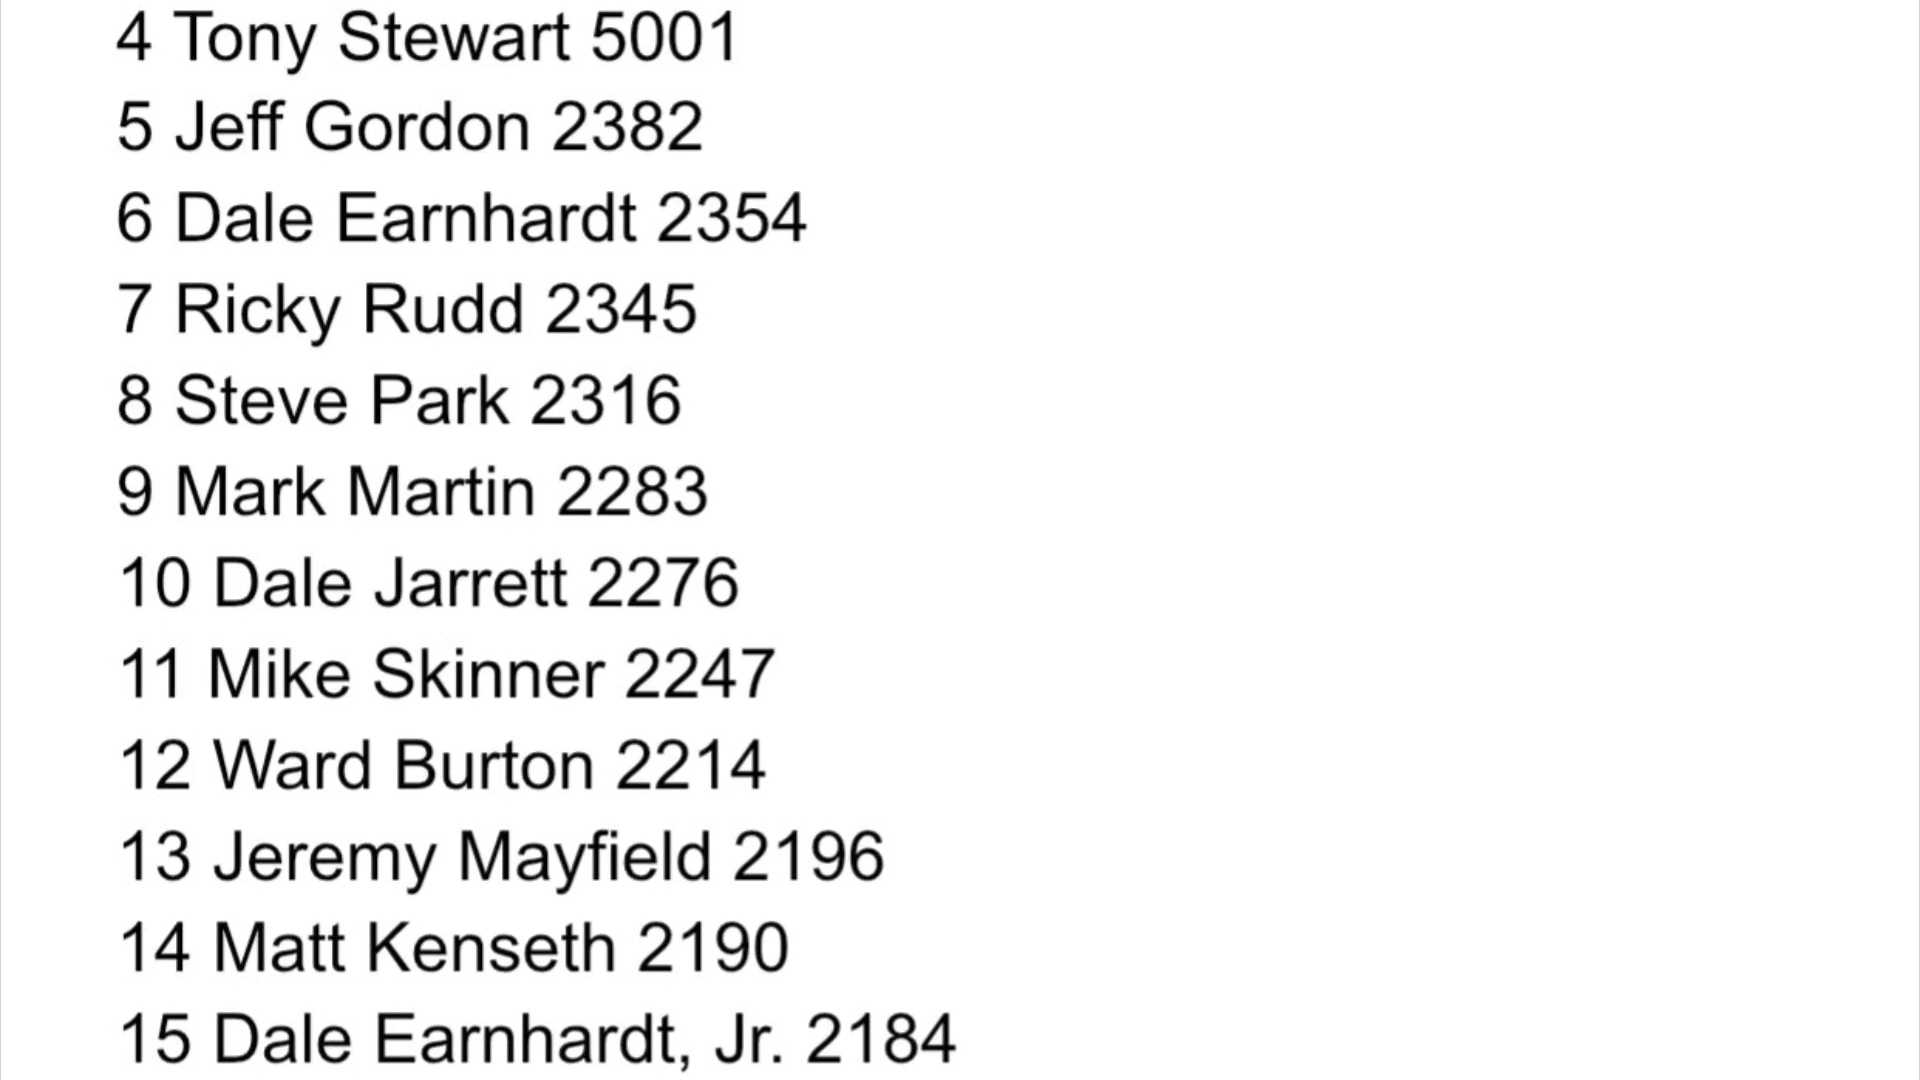 4 Tony Stewart 5001
5 Jeff Gordon 2382
6 Dale Earnhardt 2354
7 Ricky Rudd 2345
8 Steve Park 2316
9 Mark Martin 2283
10 Dale Jarrett 2276
11 Mike Skinner 2247
12 Ward Burton 2214
13 Jeremy Mayfield 2196
14 Matt Kenseth 2190
15 Dale Earnhardt, Jr. 2184